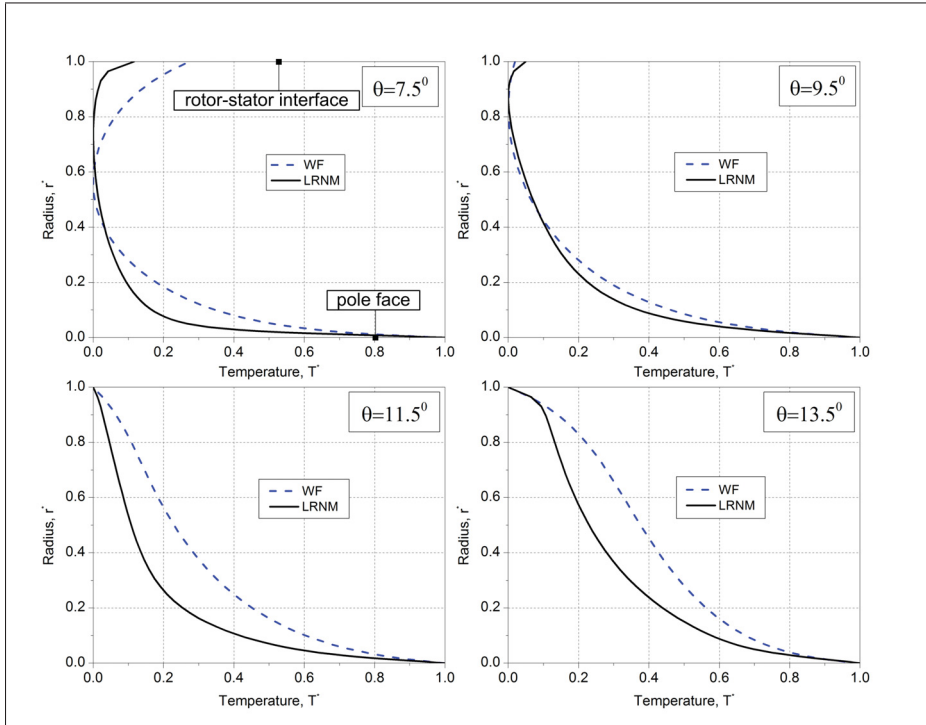 1.0
0.8
0.6
0.4
0.2
0.0
Radius, r*
0.0 0.2 0.4 0.6 0.8 1.0
Temperature, T*
θ=7.5⁰
rotor-stator interface
WF
LRNM
pole face
1.0
0.8
0.6
0.4
0.2
0.0
Radius, r*
0.0 0.2 0.4 0.6 0.8 1.0
Temperature, T*
θ=9.5⁰
WF
LRNM
1.0
0.8
0.6
0.4
0.2
0.0
Radius, r*
0.0 0.2 0.4 0.6 0.8 1.0
Temperature, T*
θ=11.5⁰
WF
LRNM
1.0
0.8
0.6
0.4
0.2
0.0
Radius, r*
0.0 0.2 0.4 0.6 0.8 1.0
Temperature, T*
θ=13.5⁰
WF
LRNM